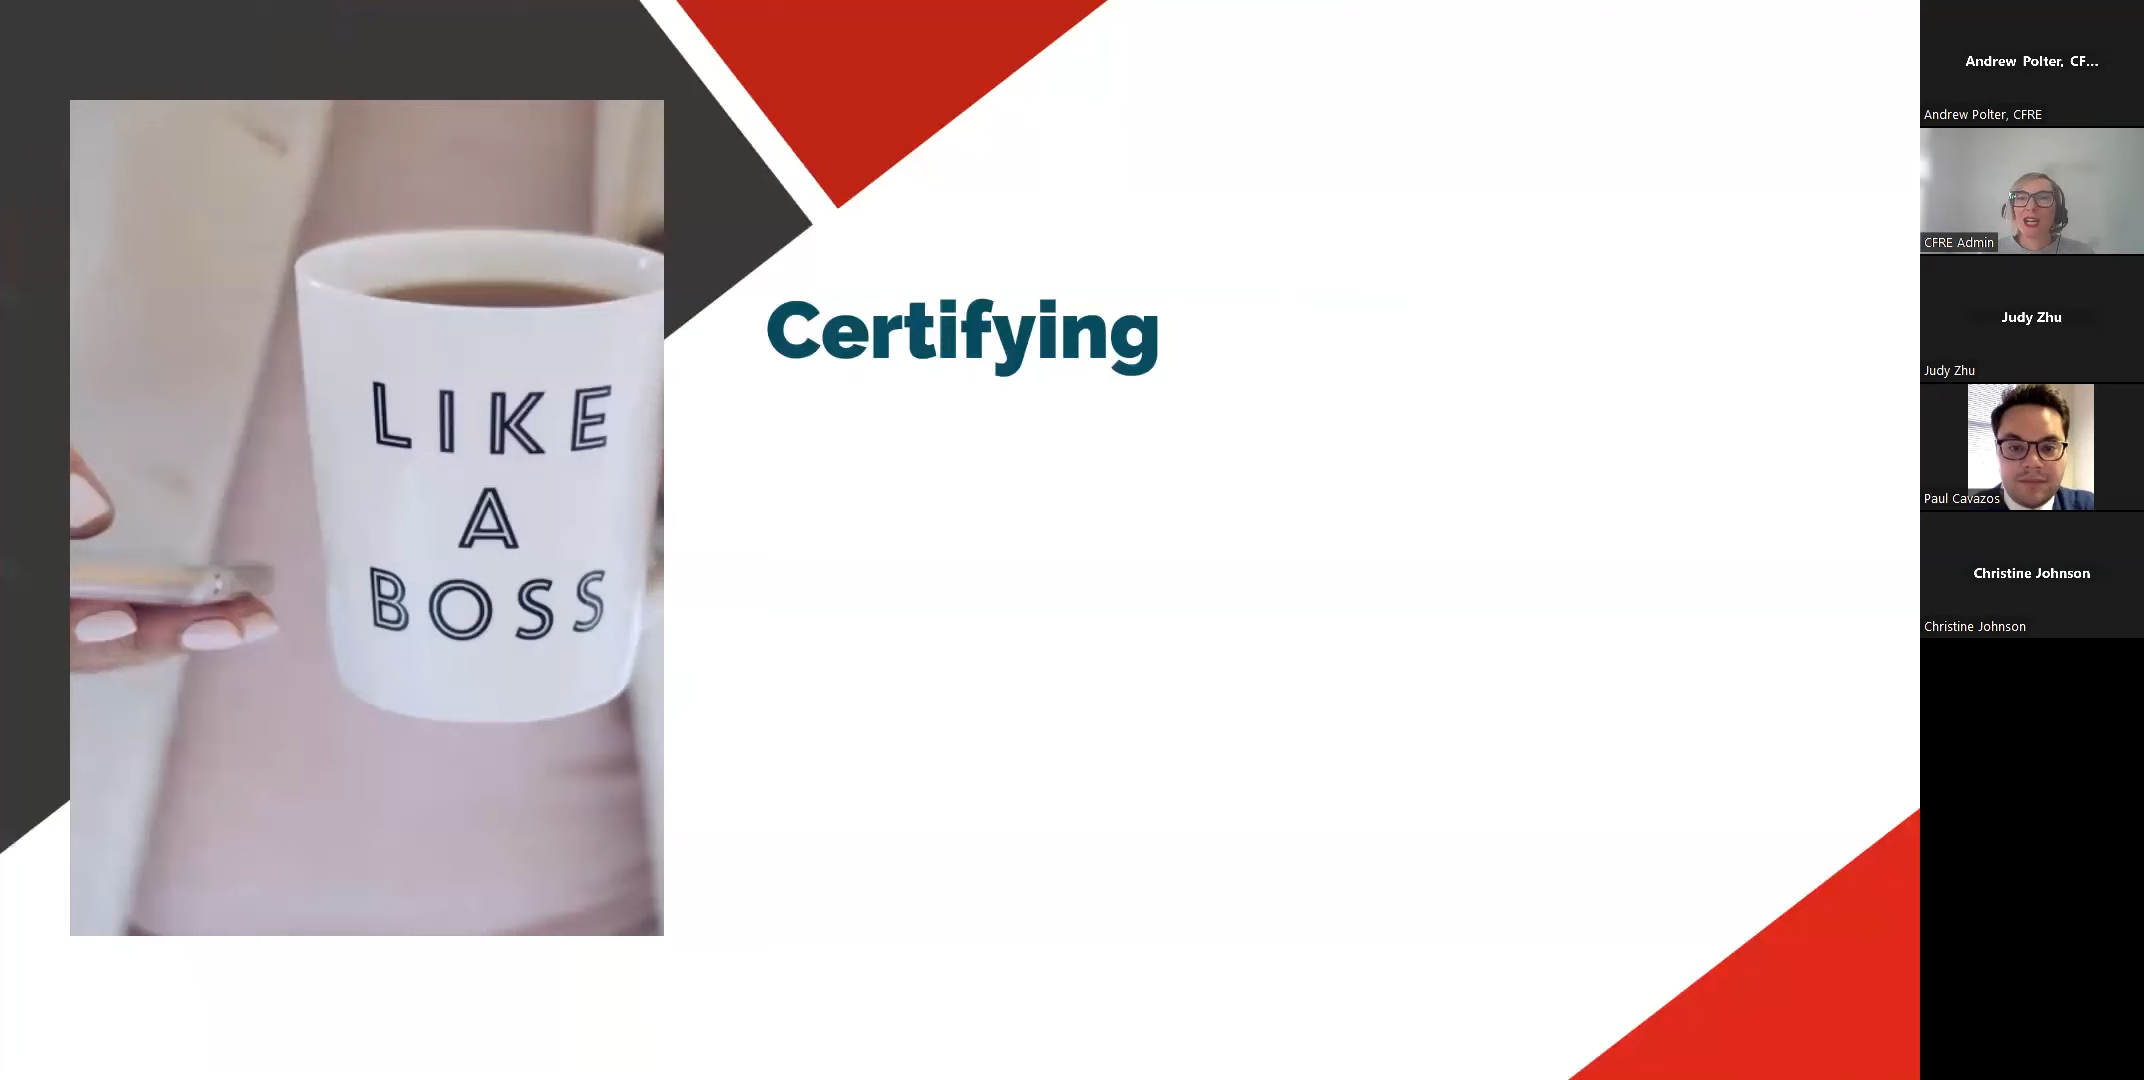 LIKE
A
BOSS
Certifying
Andrew Polter, CF...
Andrew Polter, CFRE
CFRE Admin
Judy Zhu
Judy Zhu
Paul Cavazos
Christine Johnson
Christine Johnson